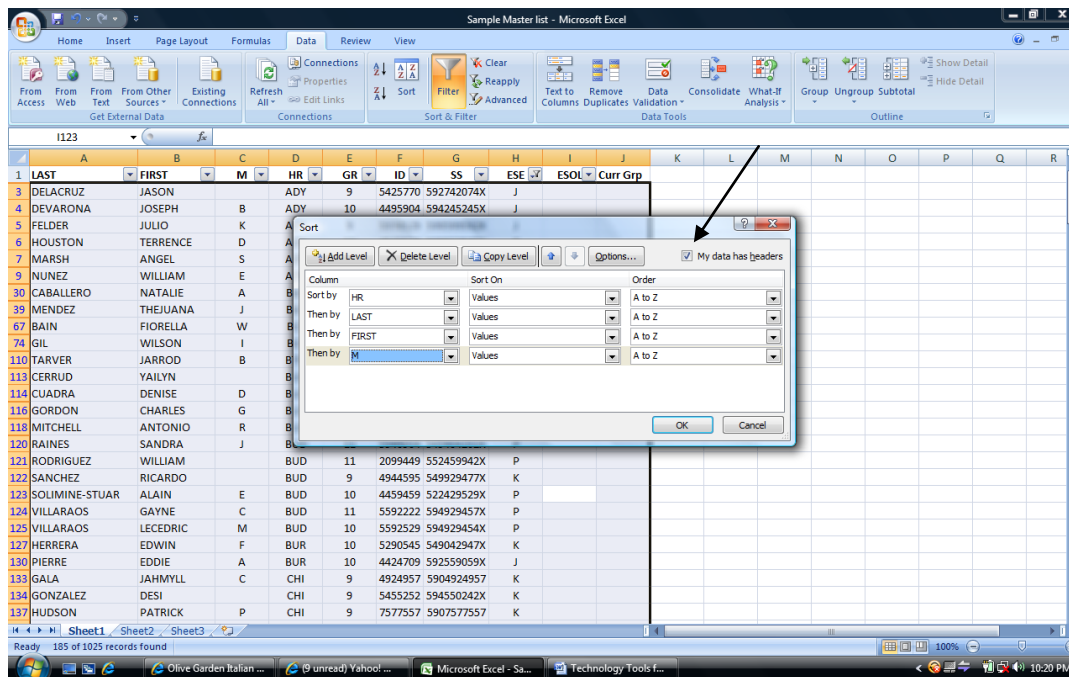 Sample Master list - Microsoft Excel
Home Insert Page Layout Formulas Data Review View
From Access From Web From Text From Other Sources Existing Connections
Get External Data
Refresh All Connections Properties Edit Links
Connections
Sort Filter Clear Reapply Advanced
Sort & Filter
Text to Columns Remove Duplicates Data Validation Consolidate What-If Analysis
Data Tools
Group Ungroup Subtotal Show Detail Hide Detail
Outline
I123 fx
A B C D E F G H I J K L M N O P Q R
1 LAST FIRST M HR GR ID SS ESE ESOL Curr Grp
3 DELACRUZ JASON ADY 9 5425770 592742074X J
4 DEVARONA JOSEPH B ADY 10 4495904 594245245X J
5 FELDER JULIO K A
6 HOUSTON TERRENCE D A
7 MARSH ANGEL S A
9 NUNEZ WILLIAM E A
30 CABALLERO NATALIE A B
39 MENDEZ THEJUANA J B
67 BAIN FIORELLA W B
74 GIL WILSON I B
110 TARVER JARROD B B
113 CERRUD YAILYN B
114 CUADRA DENISE D B
116 GORDON CHARLES G B
118 MITCHELL ANTONIO R B
120 RAINES SANDRA J
121 RODRIGUEZ WILLIAM BUD 11 2099449 552459942X P
122 SANCHEZ RICARDO BUD 9 4944595 549929477X K
123 SOLIMINE-STUAR ALAIN E BUD 10 4459459 522429529X P
124 VILLARAOS GAYNE C BUD 11 5592222 594929457X P
125 VILLARAOS LECEDRIC M BUD 10 5592529 594929454X P
127 HERRERA EDWIN F BUR 10 5290545 549042947X K
130 PIERRE EDDIE A BUR 10 4424709 592559059X J
133 GALA JAHMYLL C CHI 9 4924957 5904924957 K
134 GONZALEZ DESI CHI 9 5455252 594550242X K
137 HUDSON PATRICK P CHI 9 7577557 5907577557 K
Sort
Add Level Delete Level Copy Level Options... My data has headers
Column Sort On Order
Sort by HR Values A to Z
Then by LAST Values A to Z
Then by FIRST Values A to Z
Then by M Values A to Z
OK Cancel
Sheet1 Sheet2 Sheet3
Ready 185 of 1025 records found 100%
Olive Garden Italian ... (9 unread) Yahoo! ... Microsoft Excel - Sa... Technology Tools f... 10:20 PM